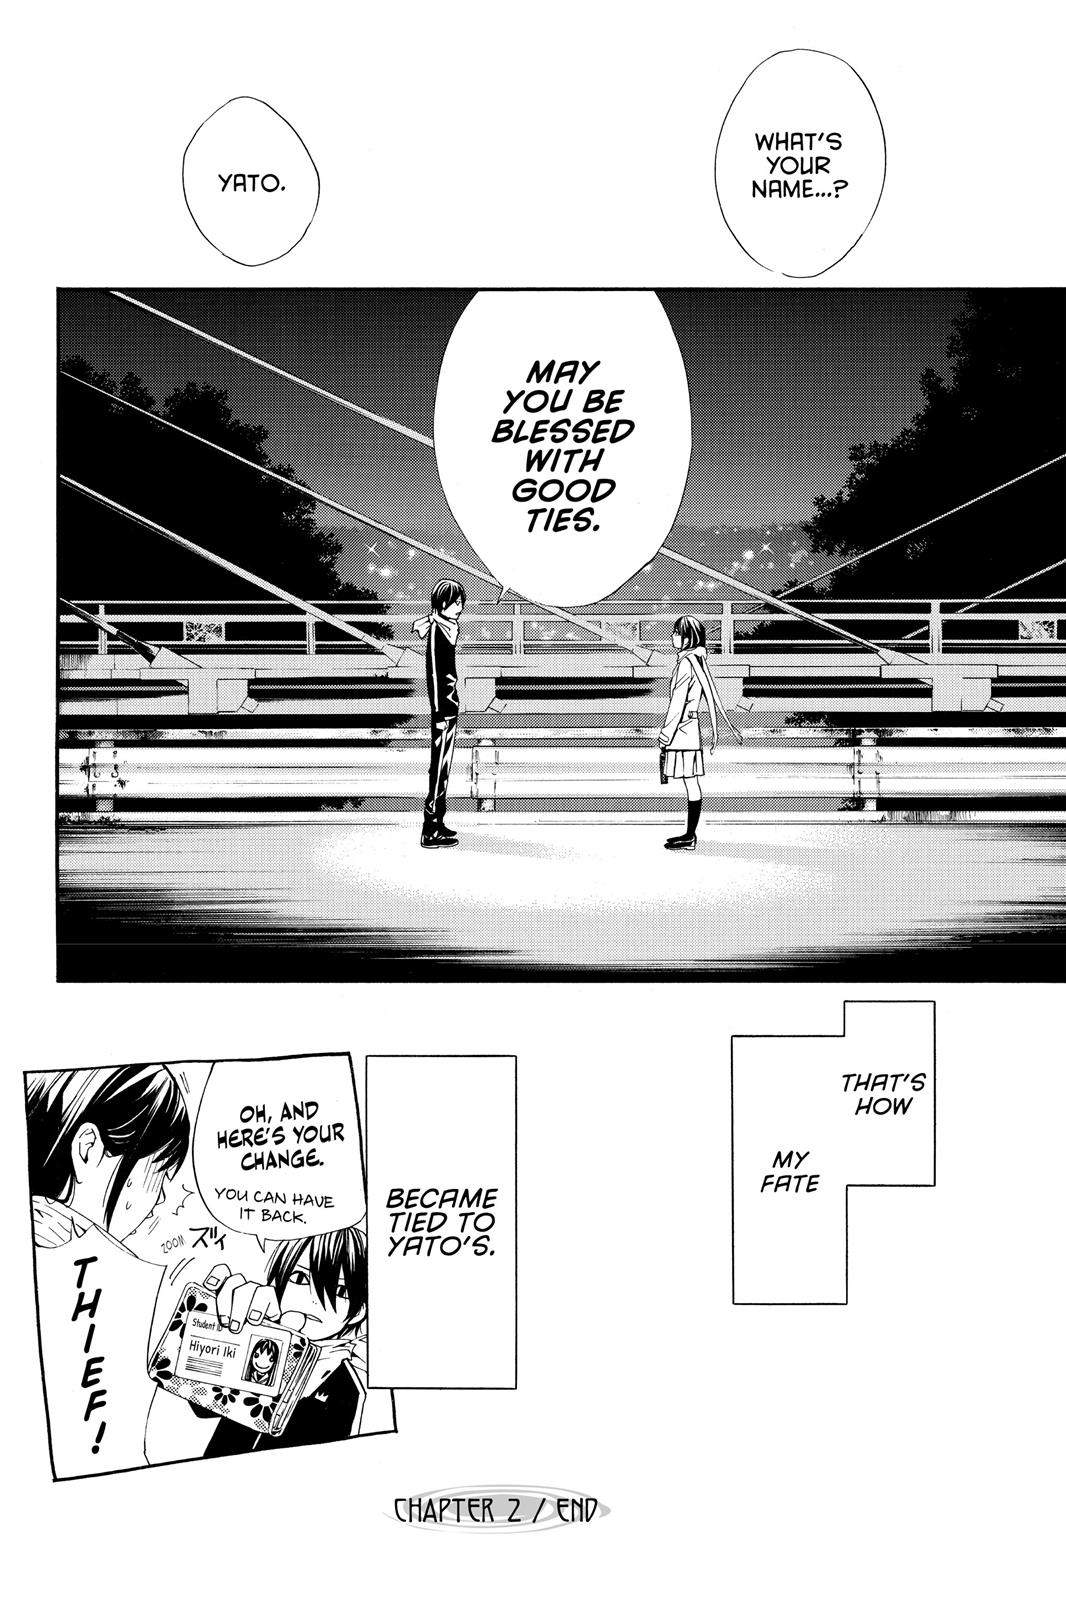 WHAT'S
YOUR
NAME...?
YATO.
MAY
YOU BE
BLESSED
WITH
GOOD
TIES.
THAT'S
HOW
MY
FATE
BECAME
TIED TO
YATO'S.
OH, AND
HERE'S YOUR
CHANGE.
YOU CAN HAVE
IT BACK.
ZOOM
ズイ
THIEF!
Student ID
Hiyori Iki
CHAPTER 2 / END